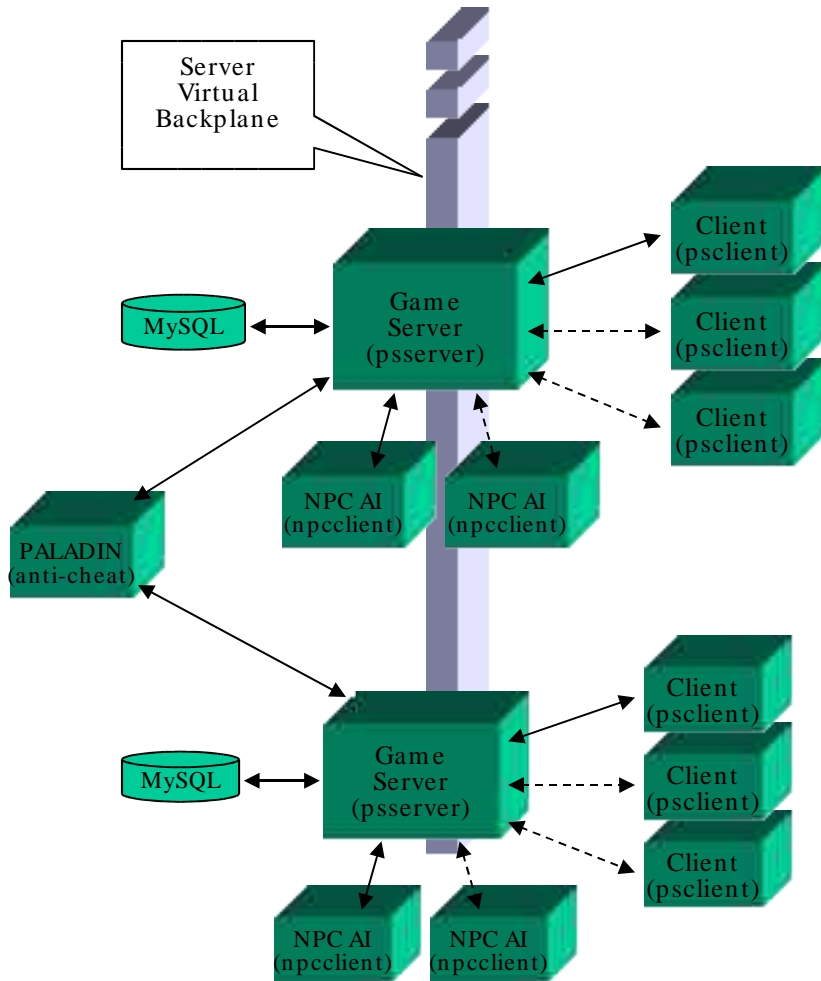 Server
Virtual
Backplane
Client
(psclient)
Game
Server
(psserver)
MySQL
Client
(psclient)
Client
(psclient)
NPC AI
(npcclient)
NPC AI
(npcclient)
PALADIN
(anti-cheat)
Client
(psclient)
Game
Server
(psserver)
MySQL
Client
(psclient)
Client
(psclient)
NPC AI
(npcclient)
NPC AI
(npcclient)